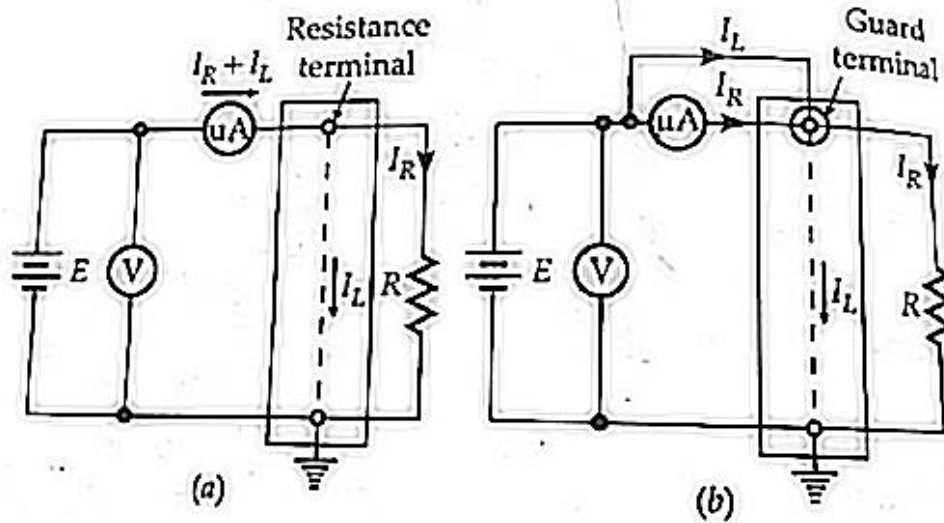 Resistance
terminal
I_R + I_L
uA
I_R
E
V
I_L
R
(a)
I_L
Guard
terminal
I_R
uA
I_R
E
V
I_L
R
(b)